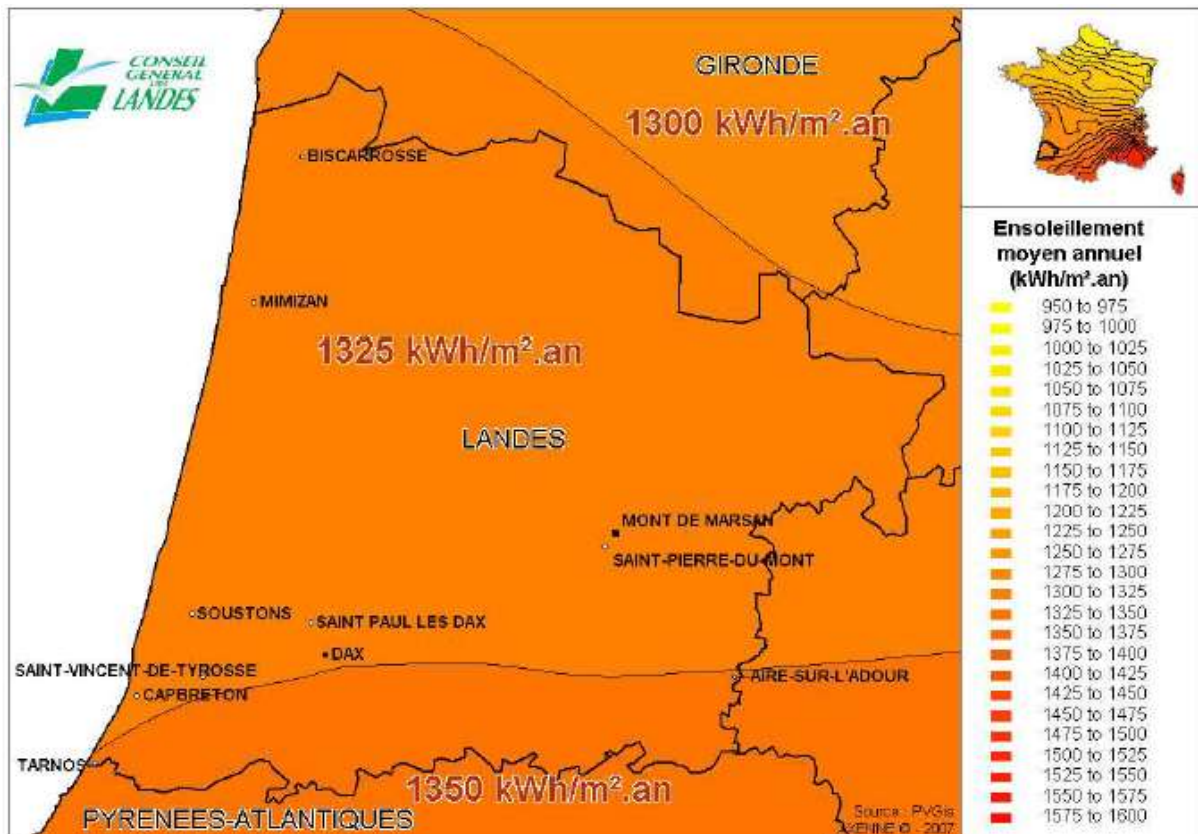 CONSEIL
GENERAL
DES
LANDES
GIRONDE
1300 kWh/m².an
BISCARROSSE
MIMIZAN
1325 kWh/m².an
LANDES
MONT DE MARSAN
SAINT-PIERRE-DU-MONT
SOUSTONS
SAINT PAUL LES DAX
DAX
SAINT-VINCENT-DE-TYROSSE
AIRE-SUR-L'ADOUR
CAPBRETON
TARNOS
1350 kWh/m².an
PYRENEES-ATLANTIQUES
Source : PVGis
AXENNE © - 2007
Ensoleillement
moyen annuel
(kWh/m².an)
950 to 975
975 to 1000
1000 to 1025
1025 to 1050
1050 to 1075
1075 to 1100
1100 to 1125
1125 to 1150
1150 to 1175
1175 to 1200
1200 to 1225
1225 to 1250
1250 to 1275
1275 to 1300
1300 to 1325
1325 to 1350
1350 to 1375
1375 to 1400
1400 to 1425
1425 to 1450
1450 to 1475
1475 to 1500
1500 to 1525
1525 to 1550
1550 to 1575
1575 to 1600